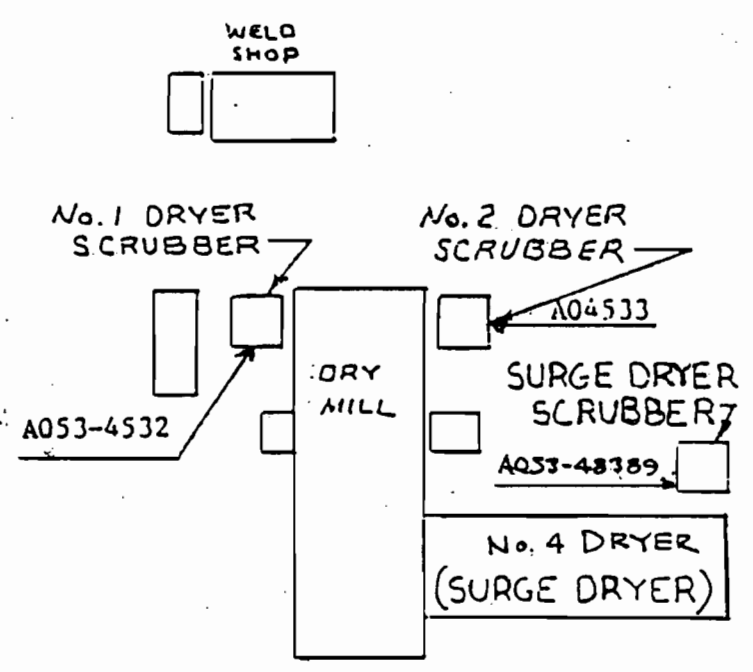 WELD
SHOP
No. 1 DRYER
SCRUBBER
No. 2 DRYER
SCRUBBER
A04533
DRY
MILL
SURGE DRYER
SCRUBBER
A053-4532
A053-48389
No. 4 DRYER
(SURGE DRYER)